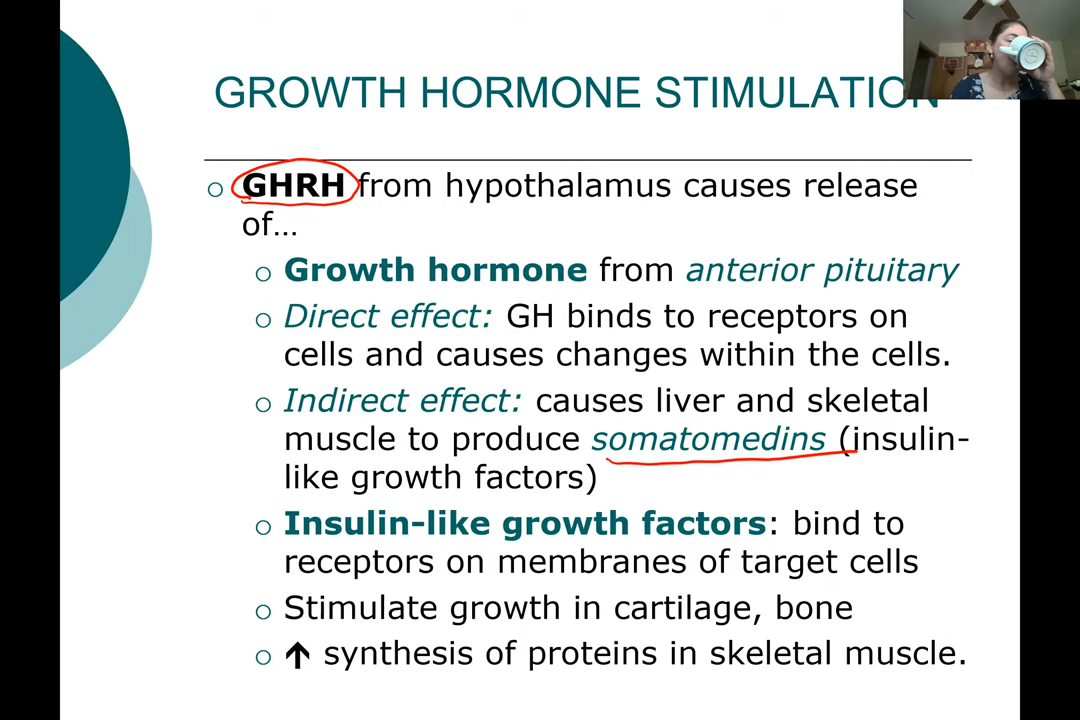 GROWTH HORMONE STIMULATION
○ GHRH from hypothalamus causes release
of…
○ Growth hormone from anterior pituitary
○ Direct effect: GH binds to receptors on
cells and causes changes within the cells.
○ Indirect effect: causes liver and skeletal
muscle to produce somatomedins (insulin-
like growth factors)
○ Insulin-like growth factors: bind to
receptors on membranes of target cells
○ Stimulate growth in cartilage, bone
○ ↑ synthesis of proteins in skeletal muscle.